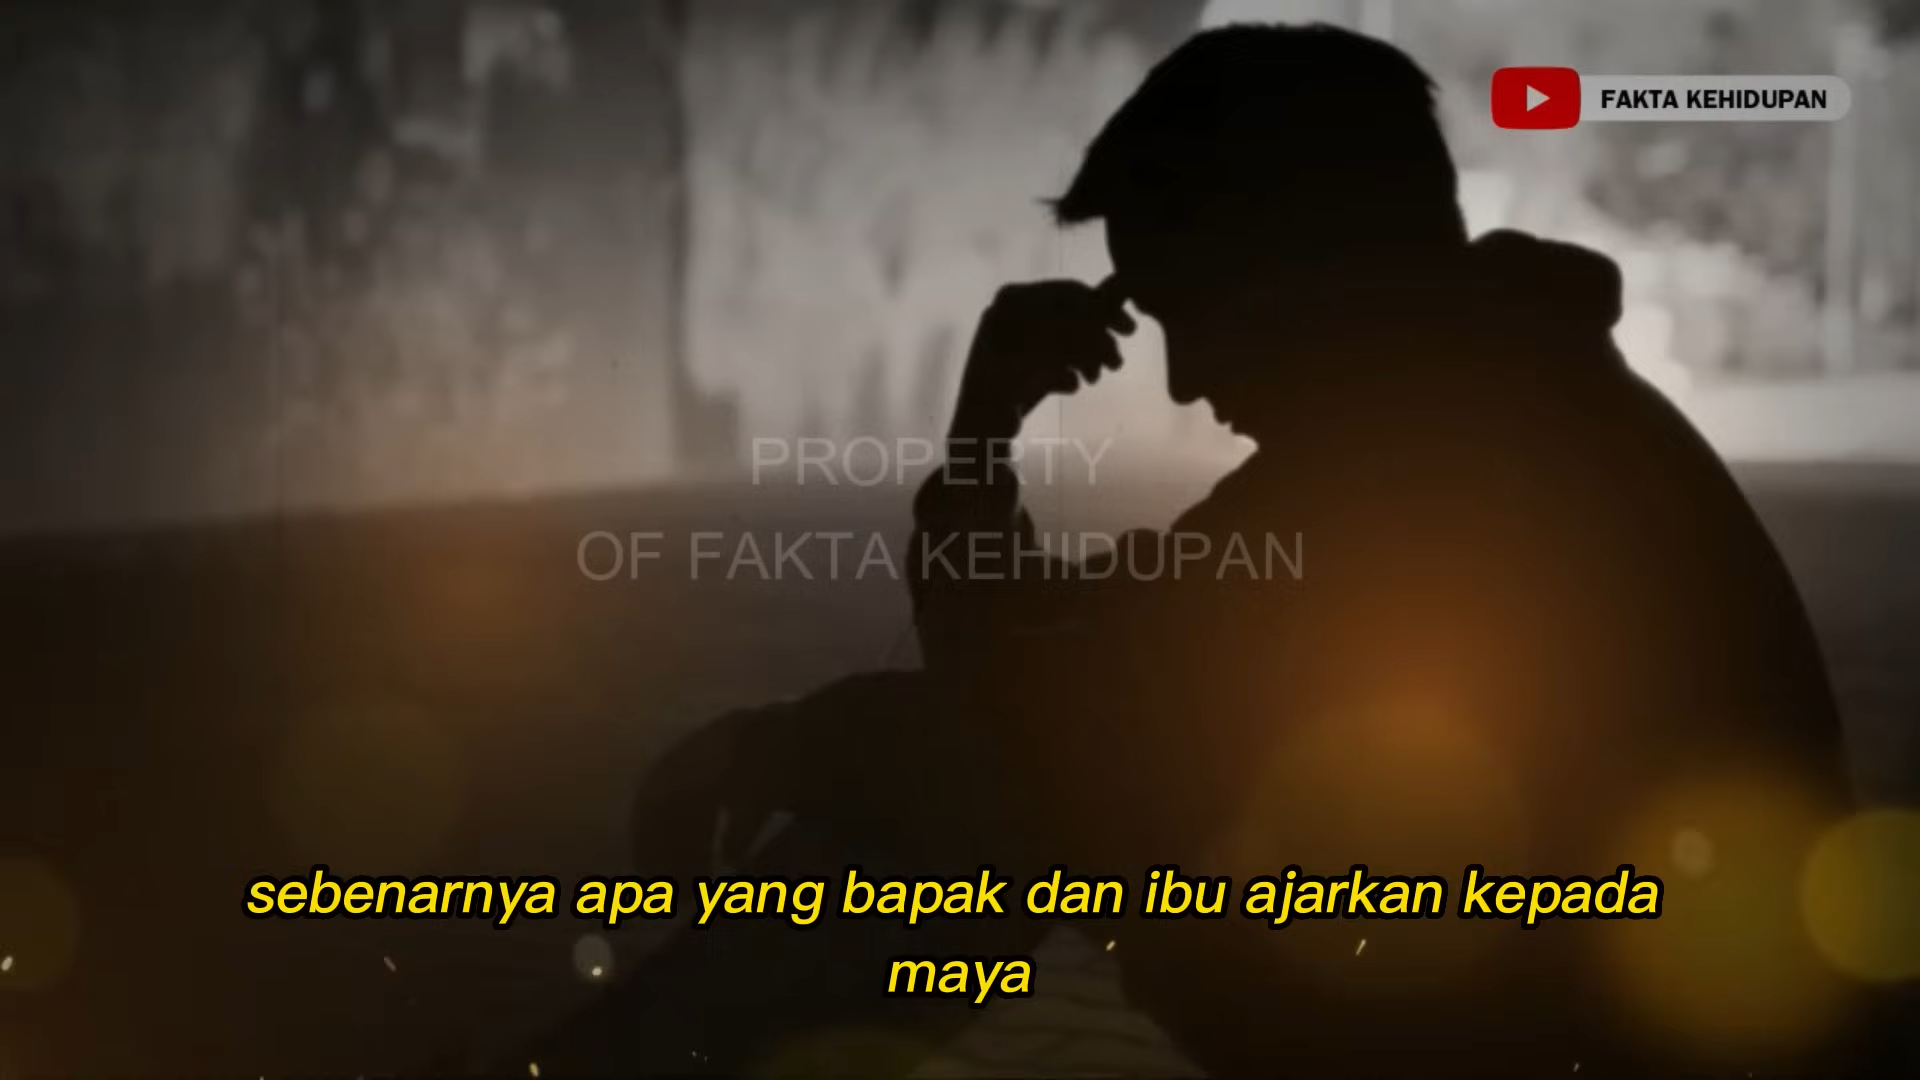 FAKTA KEHIDUPAN
PROPERTY
OF FAKTA KEHIDUPAN
sebenarnya apa yang bapak dan ibu ajarkan kepada
maya